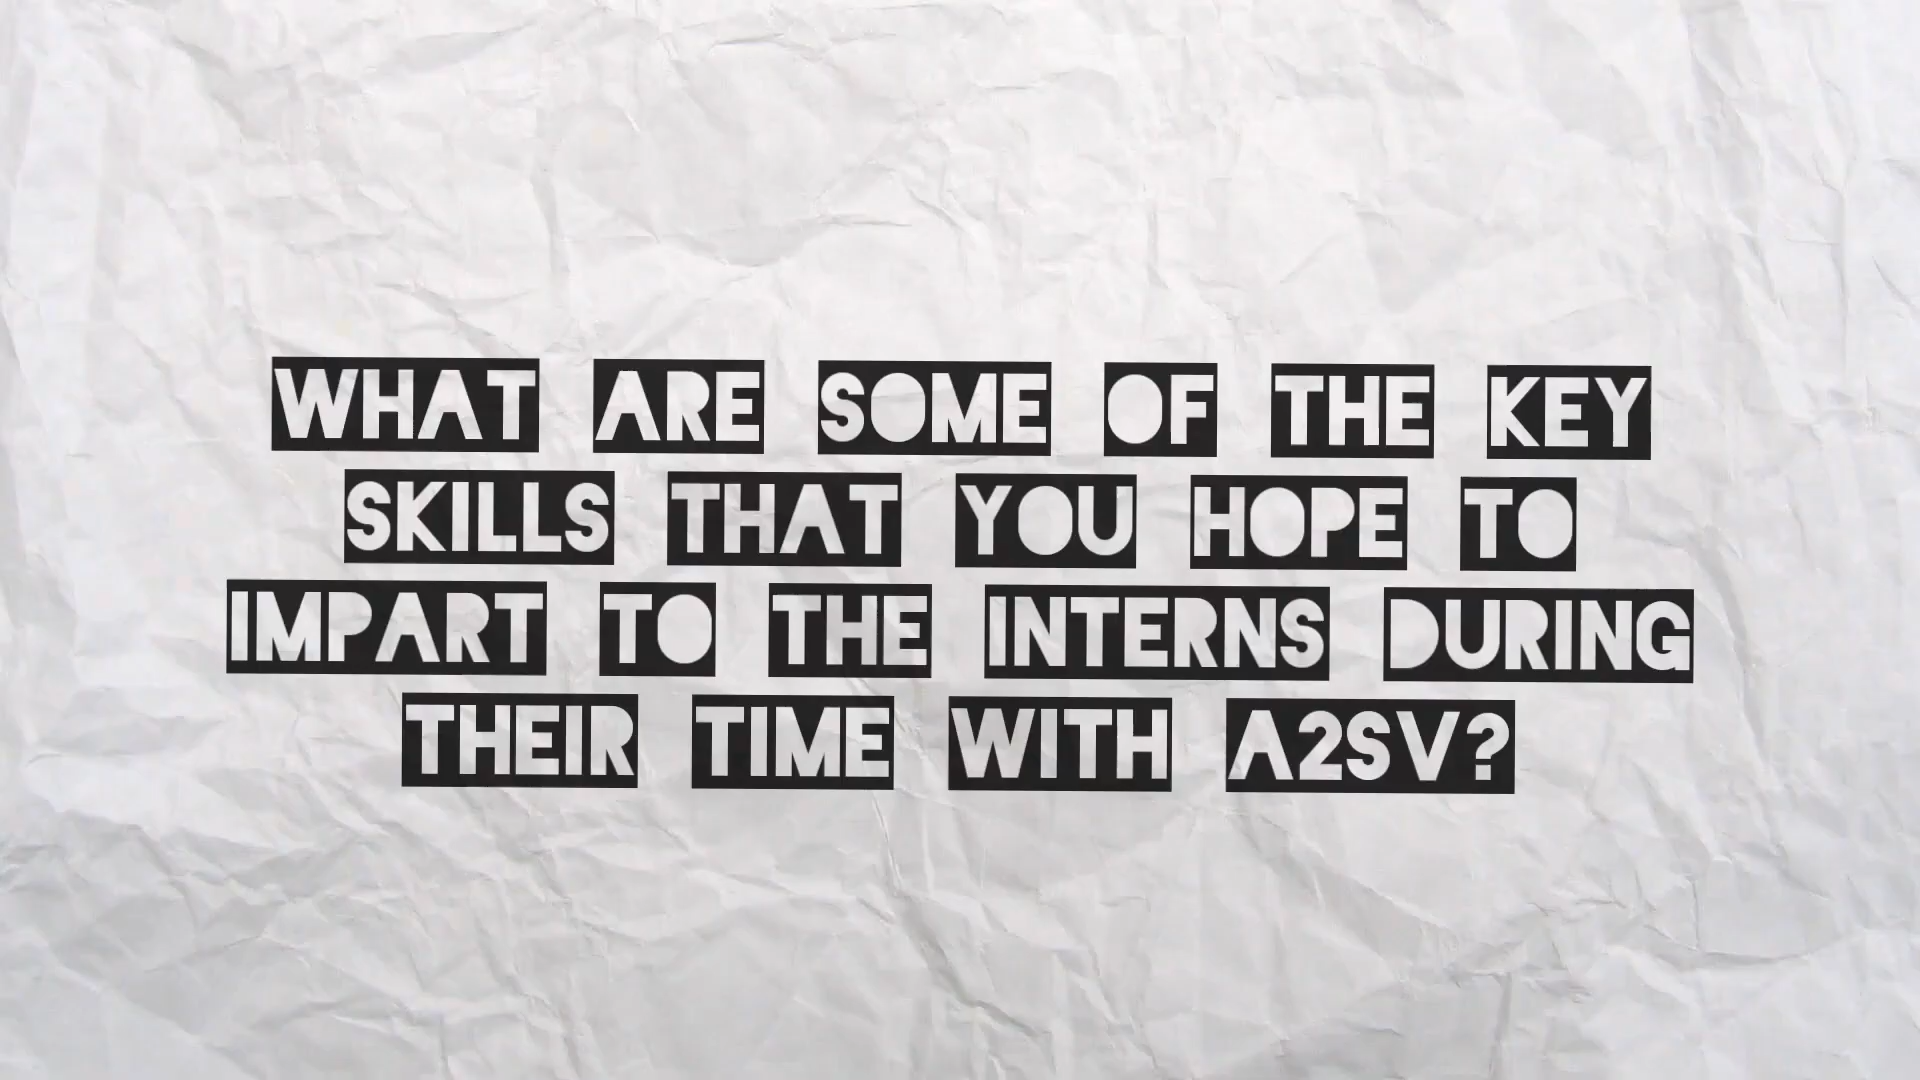 WHAT ARE SOME OF THE KEY
SKILLS THAT YOU HOPE TO
IMPART TO THE INTERNS DURING
THEIR TIME WITH A2SV?